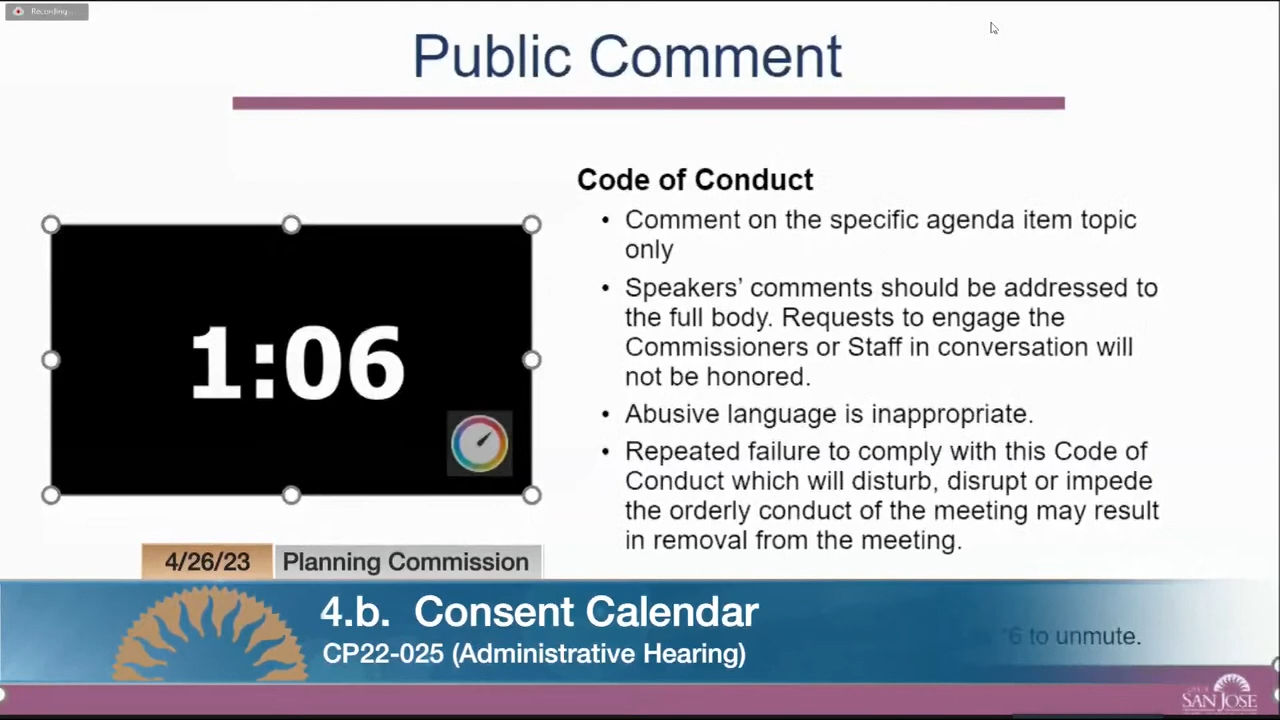 Recording...
Public Comment
Code of Conduct
• Comment on the specific agenda item topic
only
• Speakers’ comments should be addressed to
the full body. Requests to engage the
Commissioners or Staff in conversation will
not be honored.
• Abusive language is inappropriate.
• Repeated failure to comply with this Code of
Conduct which will disturb, disrupt or impede
the orderly conduct of the meeting may result
in removal from the meeting.
1:06
4/26/23 Planning Commission
4.b. Consent Calendar
CP22-025 (Administrative Hearing)
*6 to unmute.
CITY OF
SAN JOSE